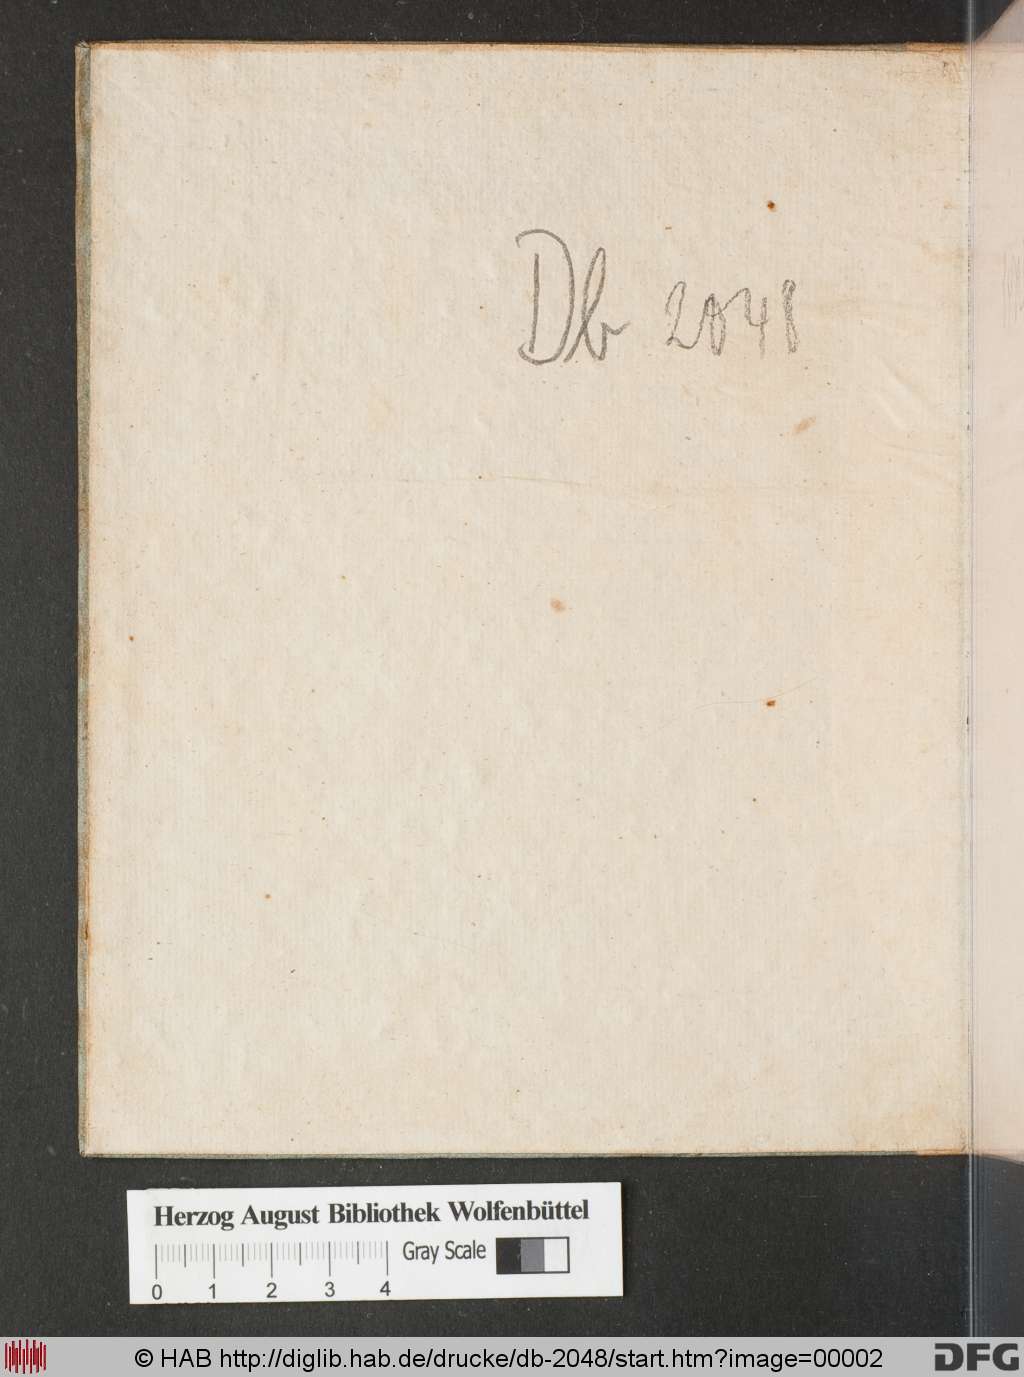 Db 2048
Herzog August Bibliothek Wolfenbüttel
Gray Scale
0 1 2 3 4
© HAB http://diglib.hab.de/drucke/db-2048/start.htm?image=00002
DFG